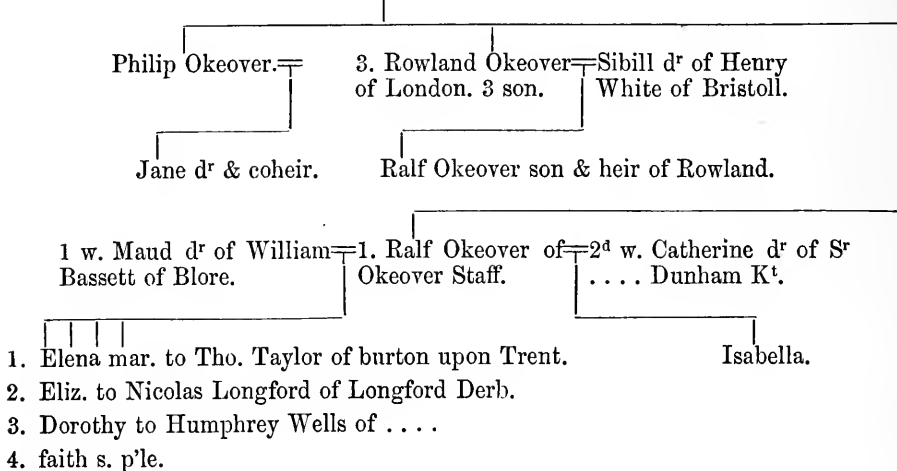 Philip Okeover.
3. Rowland Okeover
of London. 3 son.
Sibill dʳ of Henry
White of Bristoll.
Jane dʳ & coheir.
Ralf Okeover son & heir of Rowland.
1 w. Maud dʳ of William
Bassett of Blore.
1. Ralf Okeover of
Okeover Staff.
2ᵈ w. Catherine dʳ of Sʳ
. . . . Dunham Kᵗ.
1. Elena mar. to Tho. Taylor of burton upon Trent.
Isabella.
2. Eliz. to Nicolas Longford of Longford Derb.
3. Dorothy to Humphrey Wells of . . . .
4. faith s. p'le.